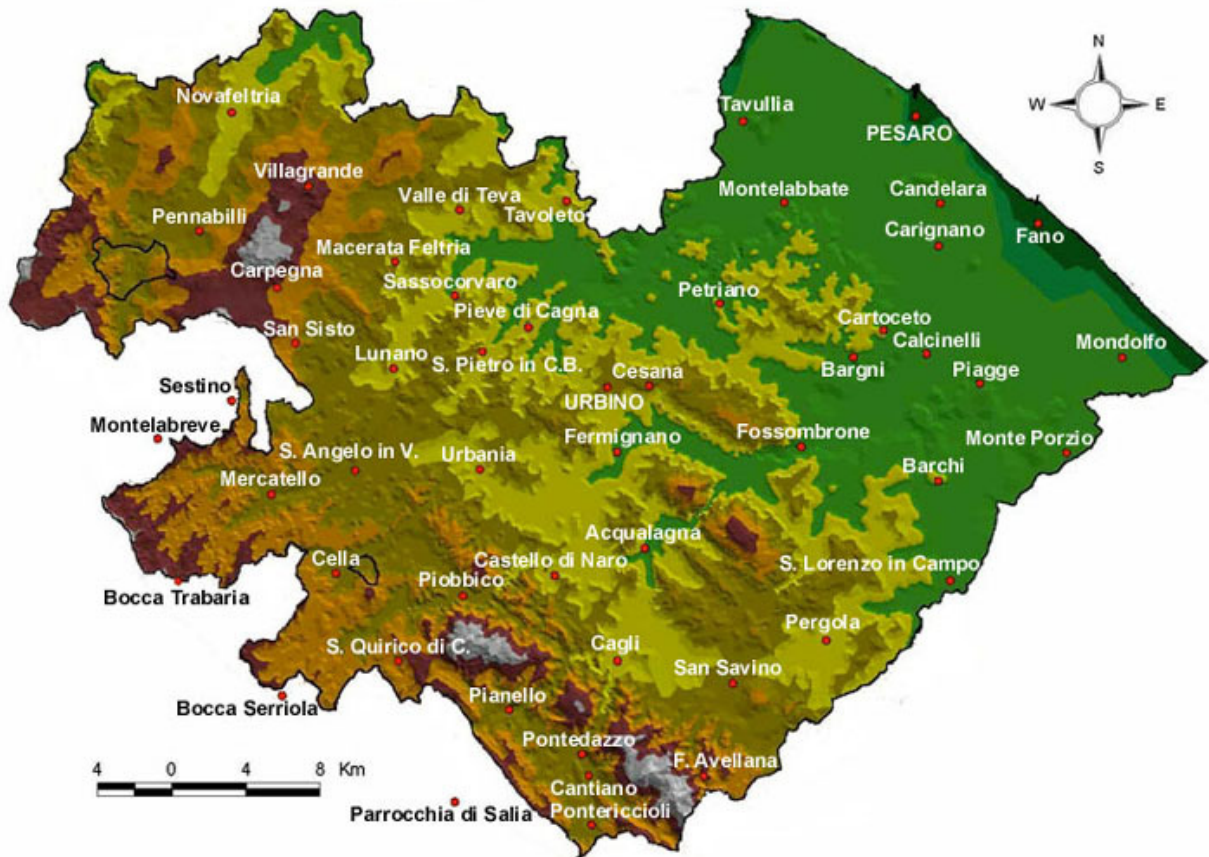 N
W E
S
Novafeltria
Tavullia
PESARO
Villagrande
Valle di Teva
Tavoleto
Montelabbate
Candelara
Pennabilli
Carignano
Fano
Macerata Feltria
Carpegna
Sassocorvaro
Petriano
Pieve di Cagna
San Sisto
Cartoceto
Lunano
S. Pietro in C.B.
Calcinelli
Mondolfo
Bargni
Piagge
Sestino
Cesana
URBINO
Montelabreve
Fermignano
Fossombrone
Monte Porzio
S. Angelo in V.
Urbania
Barchi
Mercatello
Acqualagna
Cella
Castello di Naro
S. Lorenzo in Campo
Bocca Trabaria
Piobbico
Pergola
S. Quirico di C.
Cagli
San Savino
Bocca Serriola
Pianello
Pontedazzo
F. Avellana
4 0 4 8 Km
Cantiano
Parrocchia di Salia
Pontericcioli